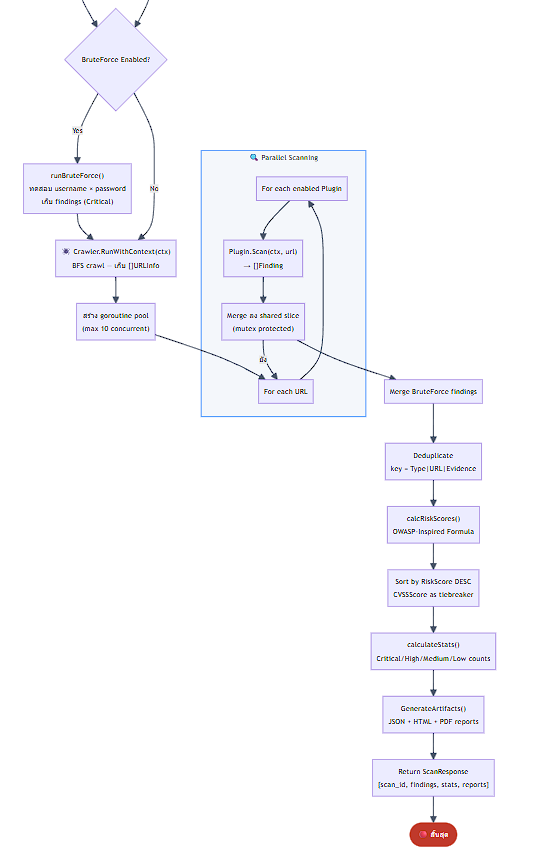 BruteForce Enabled?
Yes
No
runBruteForce()
ทดสอบ username × password
เก็บ findings (Critical)
🕷️ Crawler.RunWithContext(ctx)
BFS crawl — เก็บ []URLInfo
สร้าง goroutine pool
(max 10 concurrent)
🔍 Parallel Scanning
For each enabled Plugin
Plugin.Scan(ctx, url)
→ []Finding
Merge ลง shared slice
(mutex protected)
ยัง
For each URL
Merge BruteForce findings
Deduplicate
key = Type|URL|Evidence
calcRiskScores()
OWASP-Inspired Formula
Sort by RiskScore DESC
CVSSScore as tiebreaker
calculateStats()
Critical/High/Medium/Low counts
GenerateArtifacts()
JSON + HTML + PDF reports
Return ScanResponse
[scan_id, findings, stats, reports]
🔴 สิ้นสุด